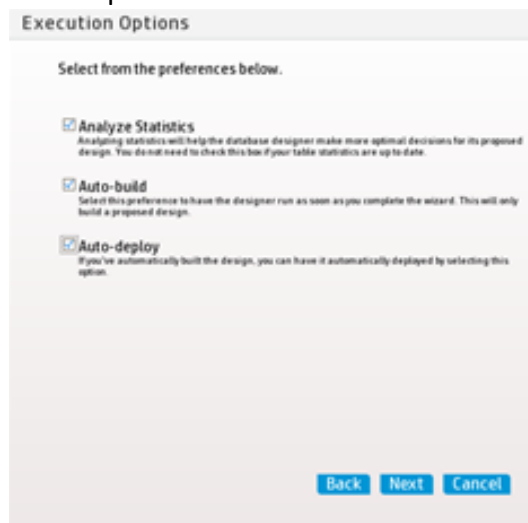 Execution Options
Select from the preferences below.
Analyze Statistics
Analyzing statistics will help the database designer make more optimal decisions for its proposed
design. You do not need to check this box if your table statistics are up to date.
Auto-build
Select this preference to have the designer run as soon as you complete the wizard. This will only
build a proposed design.
Auto-deploy
If you've automatically built the design, you can have it automatically deployed by selecting this
option.
Back Next Cancel